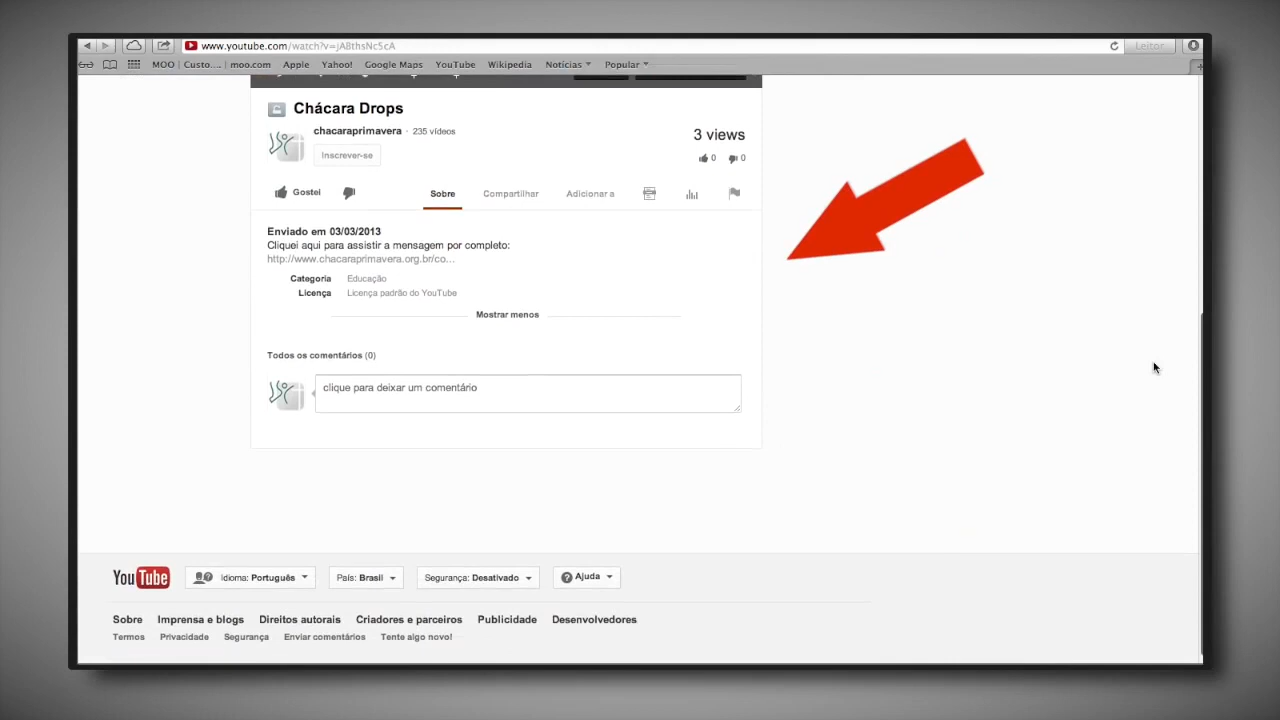 www.youtube.com/watch?v=jA8thsNcScA
Leitor
MOO | Custo.... | moo.com Apple Yahoo! Google Maps YouTube Wikipedia Notícias Popular
Chácara Drops
chacaraprimavera · 235 vídeos
3 views
Inscrever-se
0 0
Gostei Sobre Compartilhar Adicionar a
Enviado em 03/03/2013
Cliquei aqui para assistir a mensagem por completo:
http://www.chacaraprimavera.org.br/co...
Categoria Educação
Licença Licença padrão do YouTube
Mostrar menos
Todos os comentários (0)
clique para deixar um comentário
YouTube Idioma: Português País: Brasil Segurança: Desativado Ajuda
Sobre Imprensa e blogs Direitos autorais Criadores e parceiros Publicidade Desenvolvedores
Termos Privacidade Segurança Enviar comentários Tente algo novo!